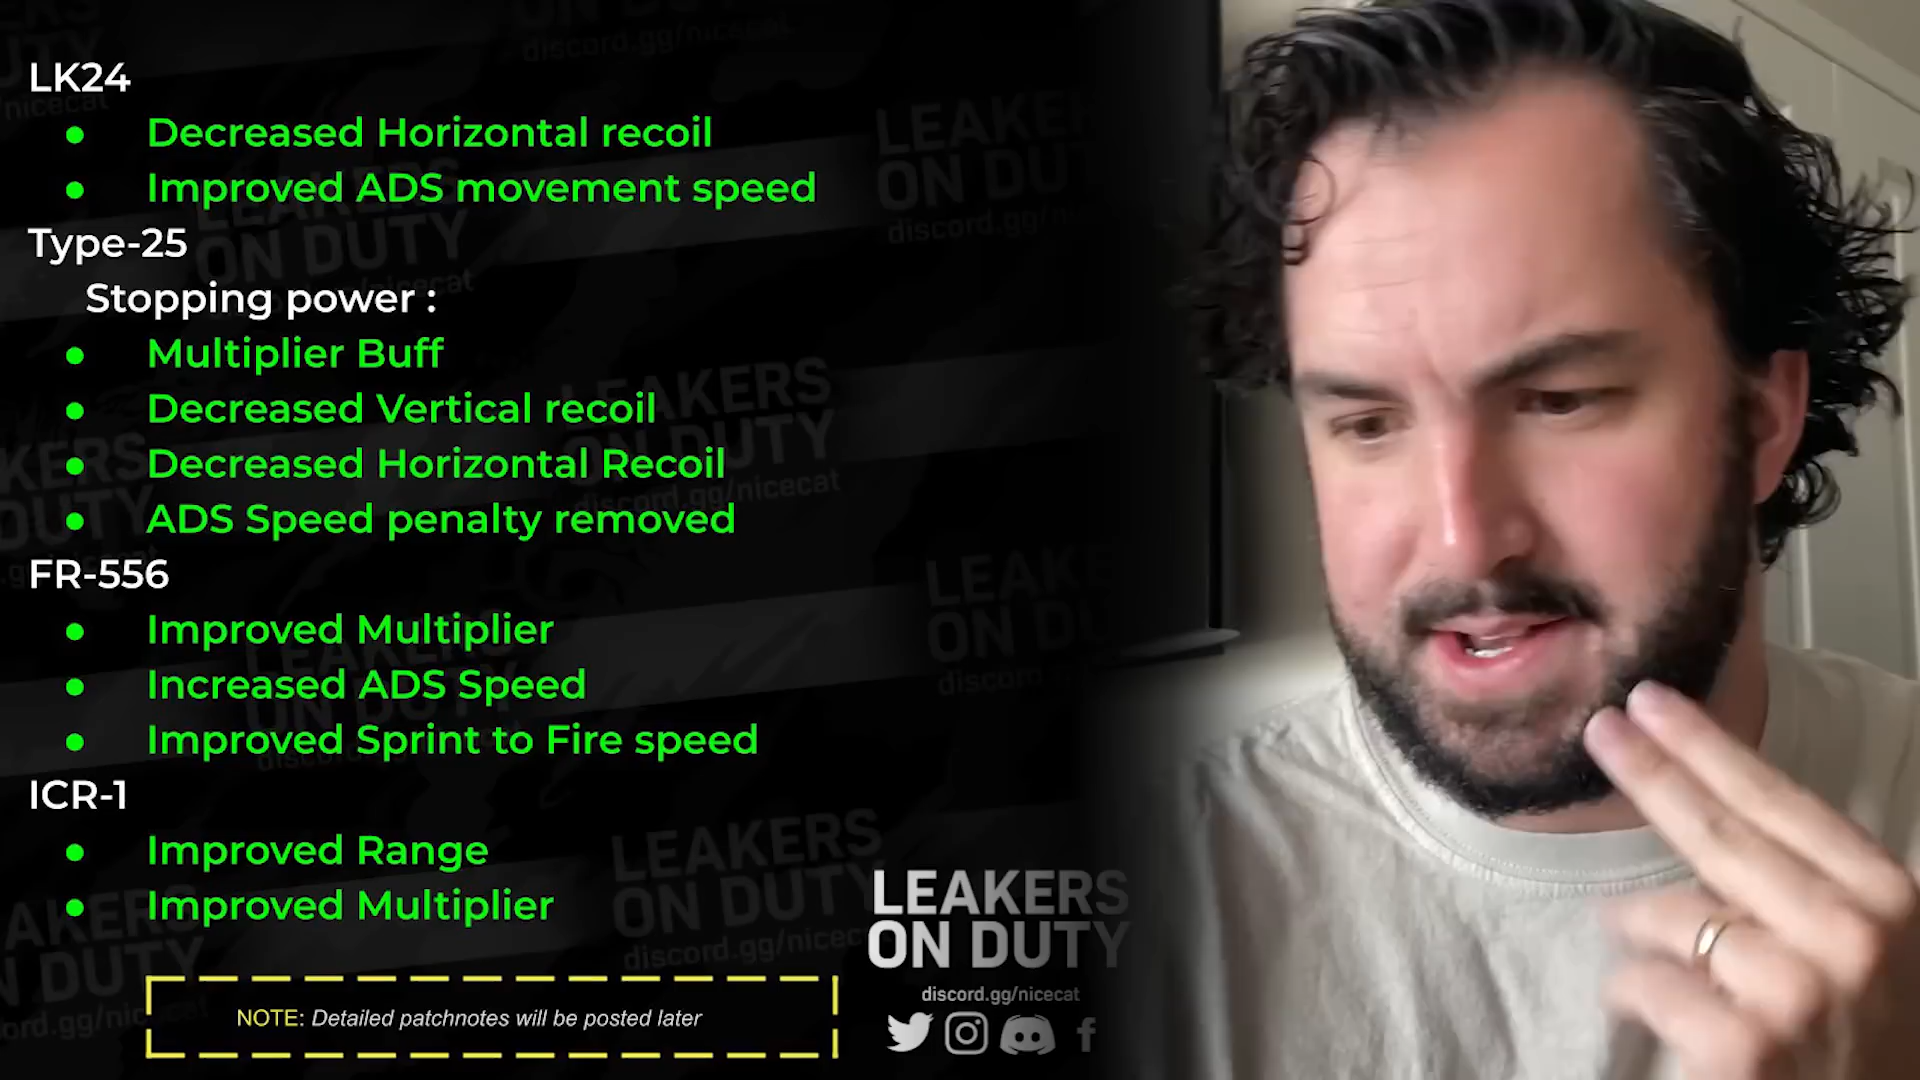 LK24
• Decreased Horizontal recoil
• Improved ADS movement speed
Type-25
Stopping power :
• Multiplier Buff
• Decreased Vertical recoil
• Decreased Horizontal Recoil
• ADS Speed penalty removed
FR-556
• Improved Multiplier
• Increased ADS Speed
• Improved Sprint to Fire speed
ICR-1
• Improved Range
• Improved Multiplier
NOTE: Detailed patchnotes will be posted later
LEAKERS
ON DUTY
discord.gg/nicecat